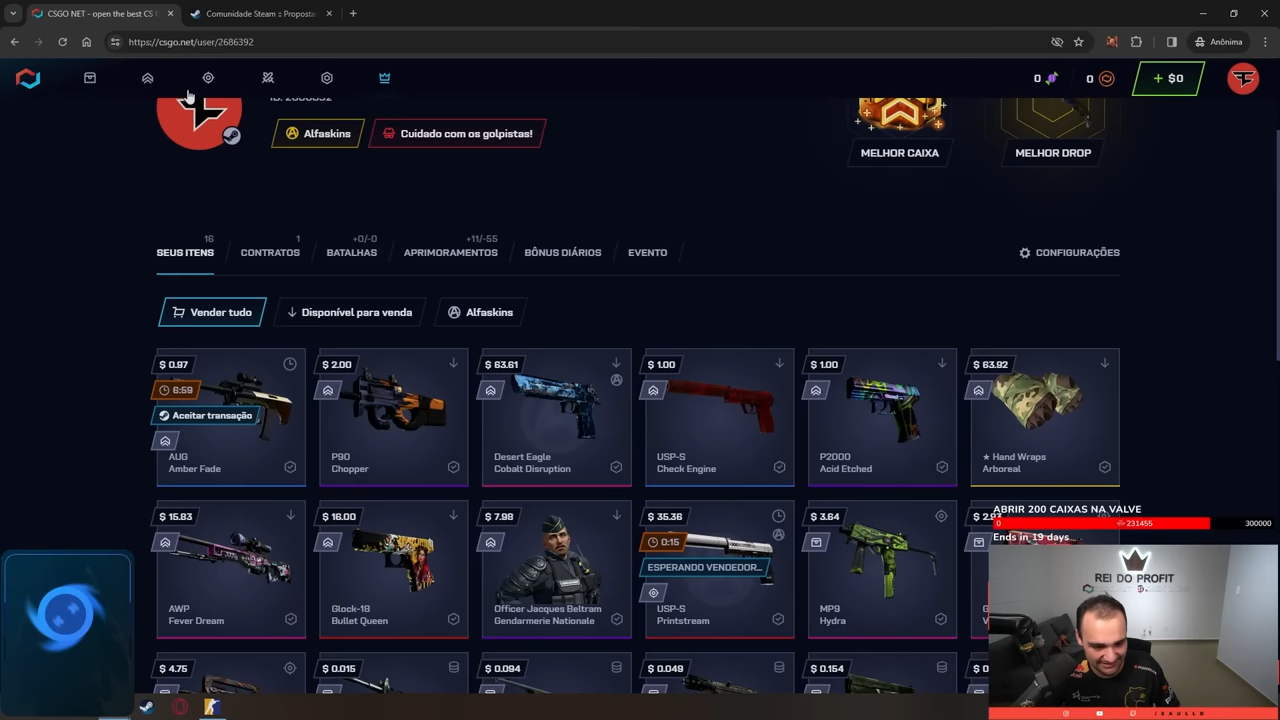 CSGO NET - open the best CS
Comunidade Steam :: Proposta
https://csgo.net/user/2686392
Anônima
0
0
+ $0
Alfaskins
Cuidado com os golpistas!
MELHOR CAIXA
MELHOR DROP
16
SEUS ITENS
1
CONTRATOS
+0/-0
BATALHAS
+11/-55
APRIMORAMENTOS
BÔNUS DIÁRIOS
EVENTO
CONFIGURAÇÕES
Vender tudo
Disponível para venda
Alfaskins
$ 0.97
6:59
Aceitar transação
AUG
Amber Fade
$ 2.00
P90
Chopper
$ 63.61
Desert Eagle
Cobalt Disruption
$ 1.00
USP-S
Check Engine
$ 1.00
P2000
Acid Etched
$ 63.92
★ Hand Wraps
Arboreal
$ 15.83
AWP
Fever Dream
$ 16.00
Glock-18
Bullet Queen
$ 7.98
Officer Jacques Beltram
Gendarmerie Nationale
$ 35.36
0:15
ESPERANDO VENDEDOR...
USP-S
Printstream
$ 3.64
MP9
Hydra
$ 4.75
$ 0.015
$ 0.094
$ 0.049
$ 0.154
ABRIR 200 CAIXAS NA VALVE
0
231455
300000
Ends in 19 days
REI DO PROFIT
/SAULLO